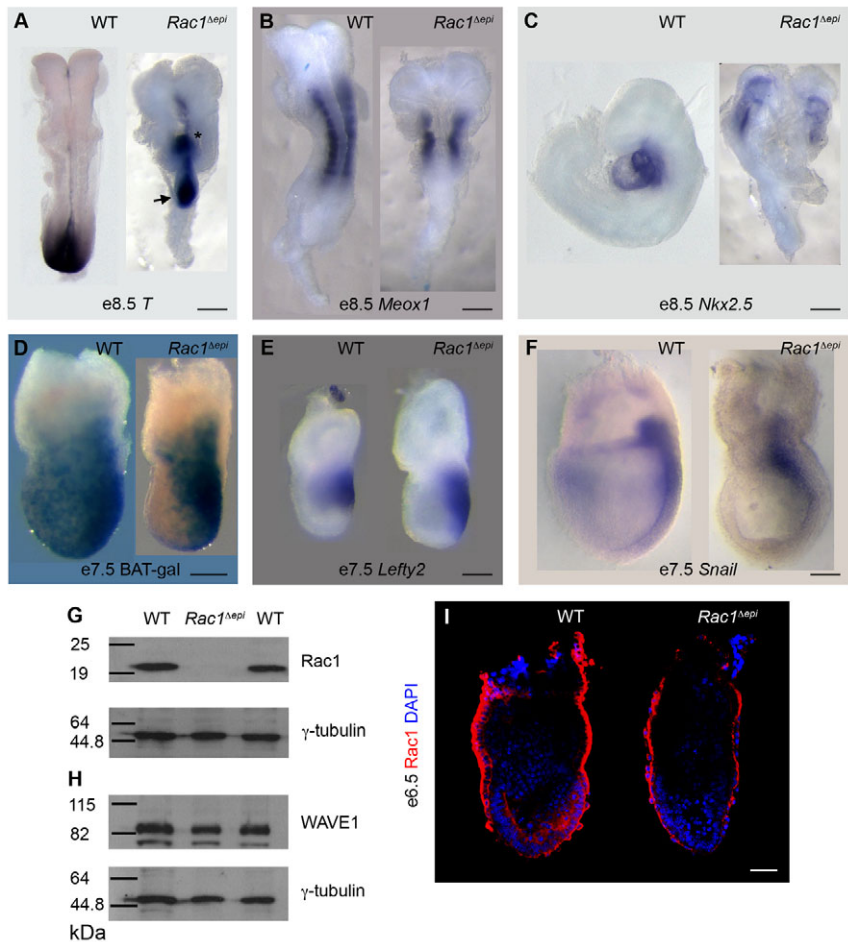 A WT Rac1Δepi
*
e8.5 T
B WT Rac1Δepi
e8.5 Meox1
C WT Rac1Δepi
e8.5 Nkx2.5
D WT Rac1Δepi
e7.5 BAT-gal
E WT Rac1Δepi
e7.5 Lefty2
F WT Rac1Δepi
e7.5 Snail
G WT Rac1Δepi WT
25
19
Rac1
64
44.8
γ-tubulin
H
115
82
WAVE1
64
44.8
γ-tubulin
kDa
I WT Rac1Δepi
e6.5 Rac1 DAPI